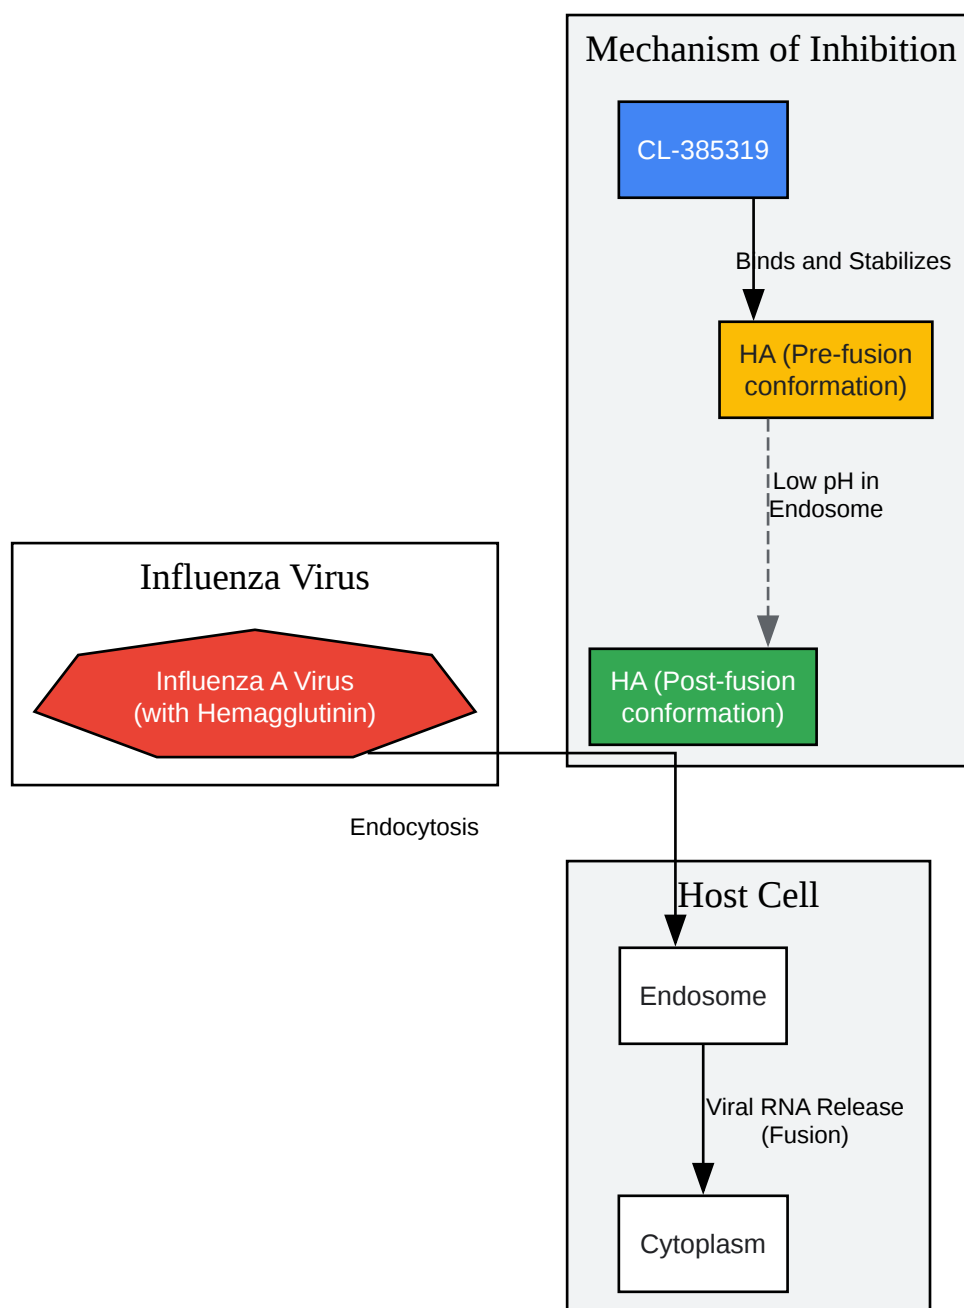 Mechanism of Inhibition
CL-385319
Binds and Stabilizes
HA (Pre-fusion
conformation)
Low pH in
Endosome
HA (Post-fusion
conformation)
Influenza Virus
Influenza A Virus
(with Hemagglutinin)
Endocytosis
Host Cell
Endosome
Viral RNA Release
(Fusion)
Cytoplasm